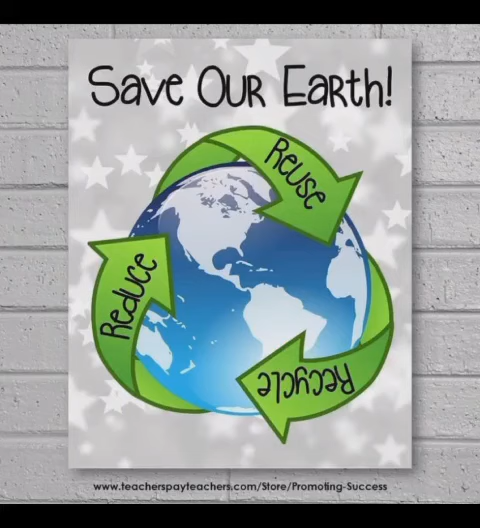 Save Our Earth!
Reuse
Reduce
Recycle
www.teacherspayteachers.com/Store/Promoting-Success